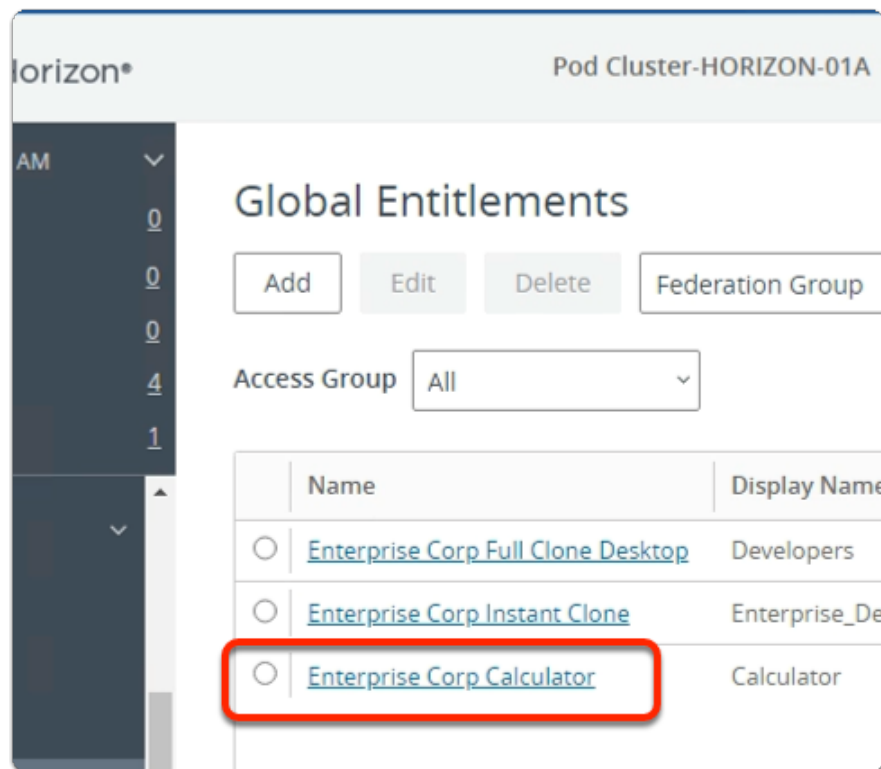 Horizon®
Pod Cluster-HORIZON-01A
AM
0
0
0
4
1
Global Entitlements
Add Edit Delete Federation Group
Access Group All
Name Display Name
Enterprise Corp Full Clone Desktop Developers
Enterprise Corp Instant Clone Enterprise_De
Enterprise Corp Calculator Calculator